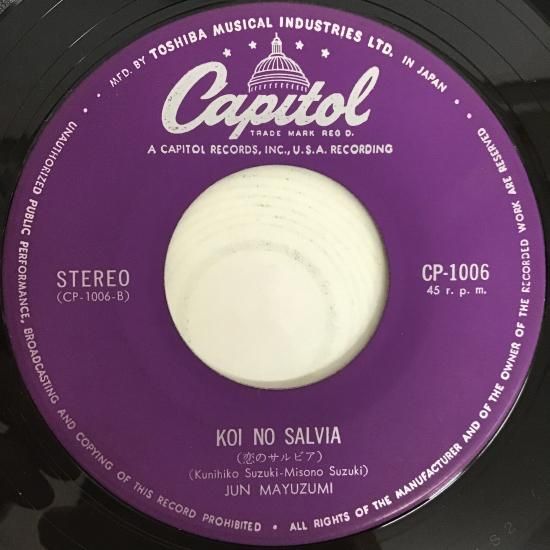 MFD. BY TOSHIBA MUSICAL INDUSTRIES LTD. IN JAPAN
Capitol
TRADE MARK REG D.
A CAPITOL RECORDS, INC., U.S.A. RECORDING
STEREO
(CP-1006-B)
CP-1006
45 r. p. m.
KOI NO SALVIA
(恋のサルビア)
(Kunihiko Suzuki-Misono Suzuki)
JUN MAYUZUMI
UNAUTHORIZED PUBLIC PERFORMANCE, BROADCASTING AND COPYING OF THIS RECORD PROHIBITED • ALL RIGHTS OF THE MANUFACTURER AND OF THE OWNER OF THE RECORDED WORK ARE RESERVED